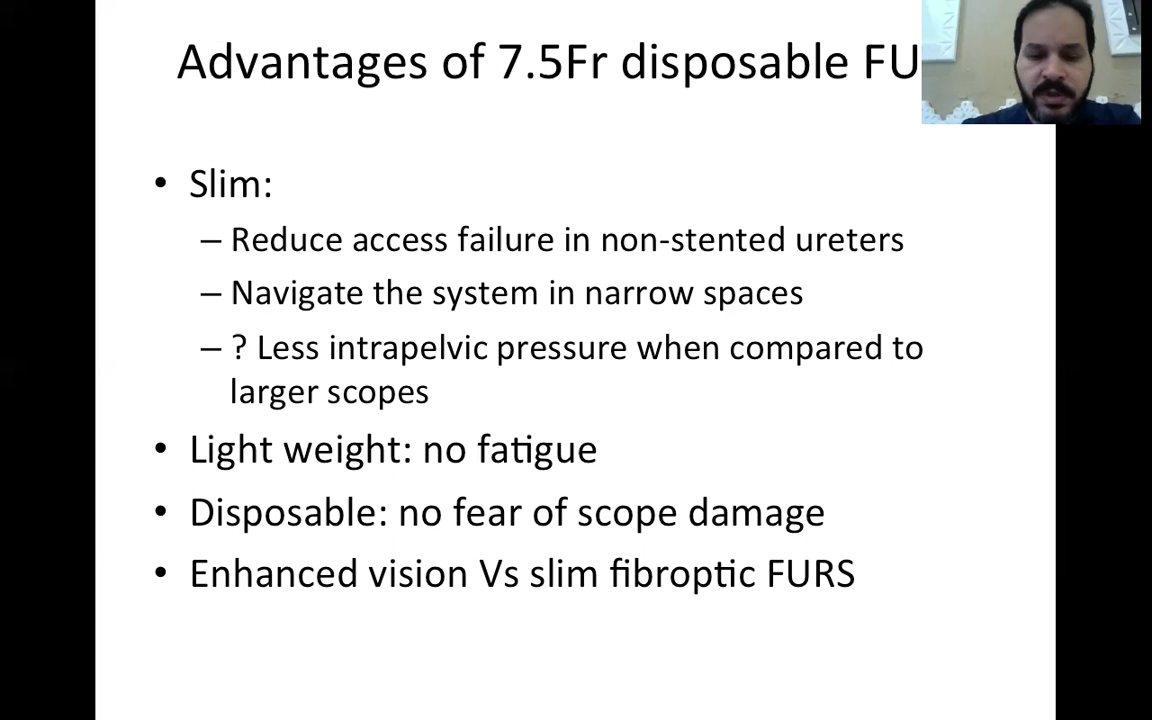 Advantages of 7.5Fr disposable FU
• Slim:
– Reduce access failure in non-stented ureters
– Navigate the system in narrow spaces
– ? Less intrapelvic pressure when compared to
larger scopes
• Light weight: no fatigue
• Disposable: no fear of scope damage
• Enhanced vision Vs slim fibroptic FURS